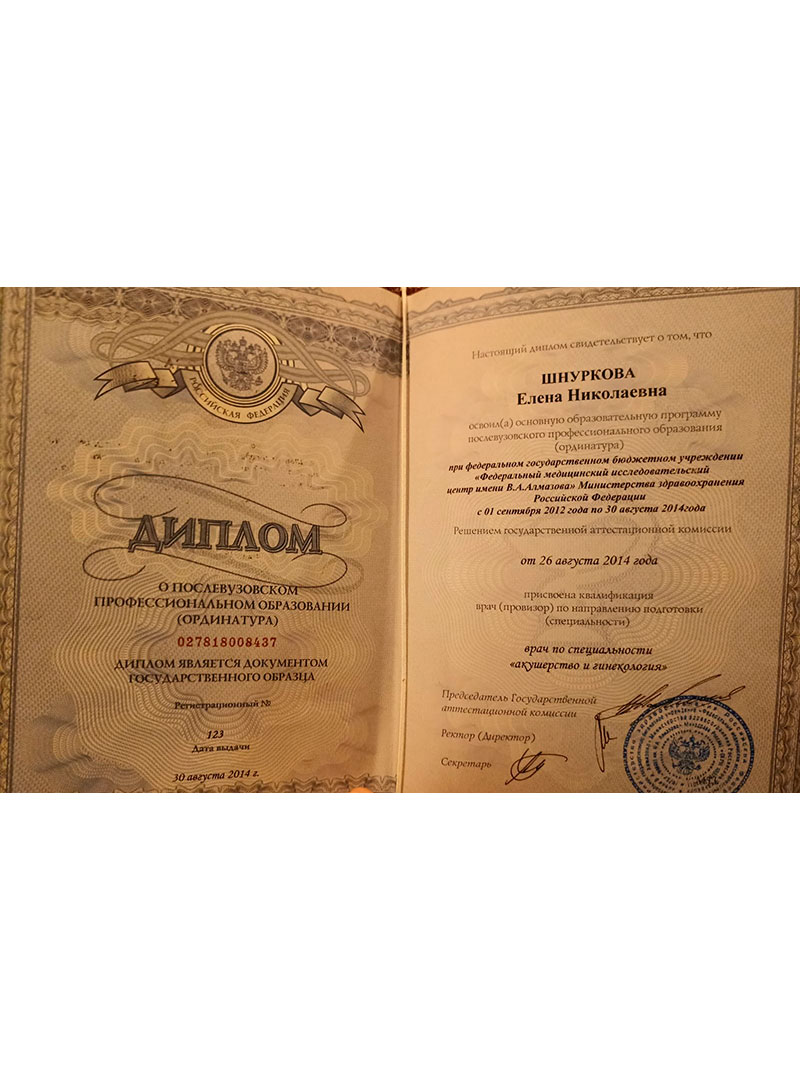 РОССИЙСКАЯ ФЕДЕРАЦИЯ
ДИПЛОМ
О ПОСЛЕВУЗОВСКОМ
ПРОФЕССИОНАЛЬНОМ ОБРАЗОВАНИИ
(ОРДИНАТУРА)
027818008437
ДИПЛОМ ЯВЛЯЕТСЯ ДОКУМЕНТОМ
ГОСУДАРСТВЕННОГО ОБРАЗЦА
Регистрационный №
123
Дата выдачи
30 августа 2014 г.
Настоящий диплом свидетельствует о том, что
ШНУРКОВА
Елена Николаевна
освоил(а) основную образовательную программу
послевузовского профессионального образования
(ординатура)
при федеральном государственном бюджетном учреждении
«Федеральный медицинский исследовательский
центр имени В.А.Алмазова» Министерства здравоохранения
Российской Федерации
с 01 сентября 2012 года по 30 августа 2014года
Решением государственной аттестационной комиссии
от 26 августа 2014 года
присвоена квалификация
врач (провизор) по направлению подготовки
(специальности)
врач по специальности
«акушерство и гинекология»
Председатель Государственной
аттестационной комиссии
Ректор (Директор)
Секретарь